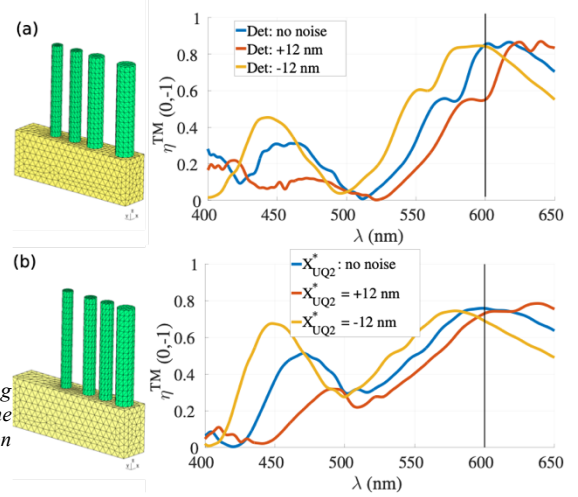 (a)
Det: no noise
Det: +12 nm
Det: -12 nm
η^TM (0,-1)
1
0.8
0.6
0.4
0.2
0
400 450 500 550 600 650
λ (nm)
(b)
X*_UQ2 : no noise
X*_UQ2 = +12 nm
X*_UQ2 = -12 nm
η^TM (0,-1)
1
0.8
0.6
0.4
0.2
0
400 450 500 550 600 650
λ (nm)
g
ne
n